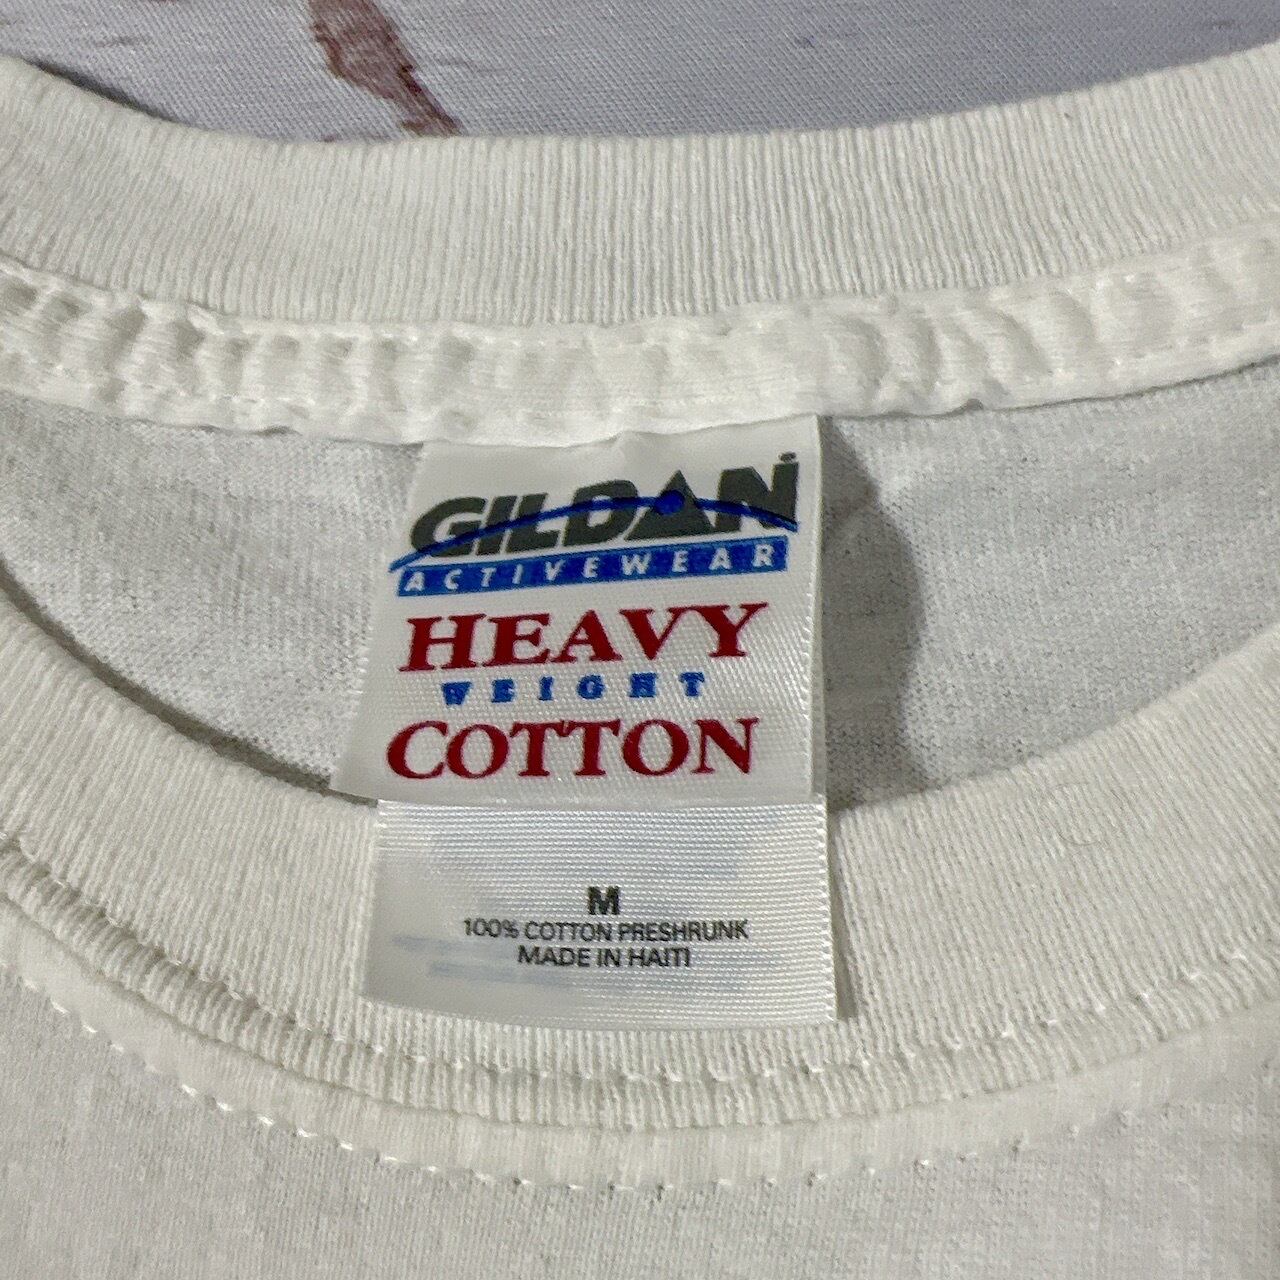 GILDAN
ACTIVEWEAR
HEAVY
WEIGHT
COTTON
M
100% COTTON PRESHRUNK
MADE IN HAITI